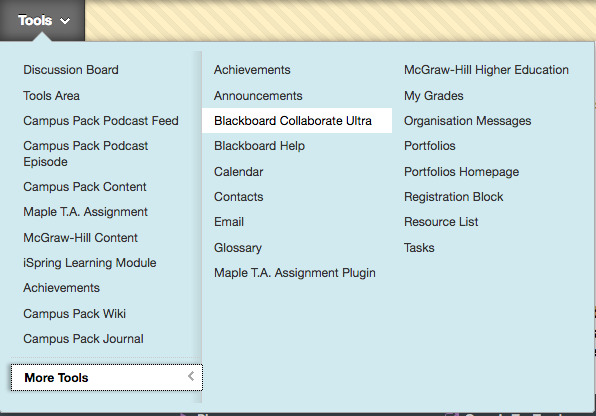 Tools
Discussion Board
Tools Area
Campus Pack Podcast Feed
Campus Pack Podcast
Episode
Campus Pack Content
Maple T.A. Assignment
McGraw-Hill Content
iSpring Learning Module
Achievements
Campus Pack Wiki
Campus Pack Journal
More Tools
Achievements
Announcements
Blackboard Collaborate Ultra
Blackboard Help
Calendar
Contacts
Email
Glossary
Maple T.A. Assignment Plugin
McGraw-Hill Higher Education
My Grades
Organisation Messages
Portfolios
Portfolios Homepage
Registration Block
Resource List
Tasks